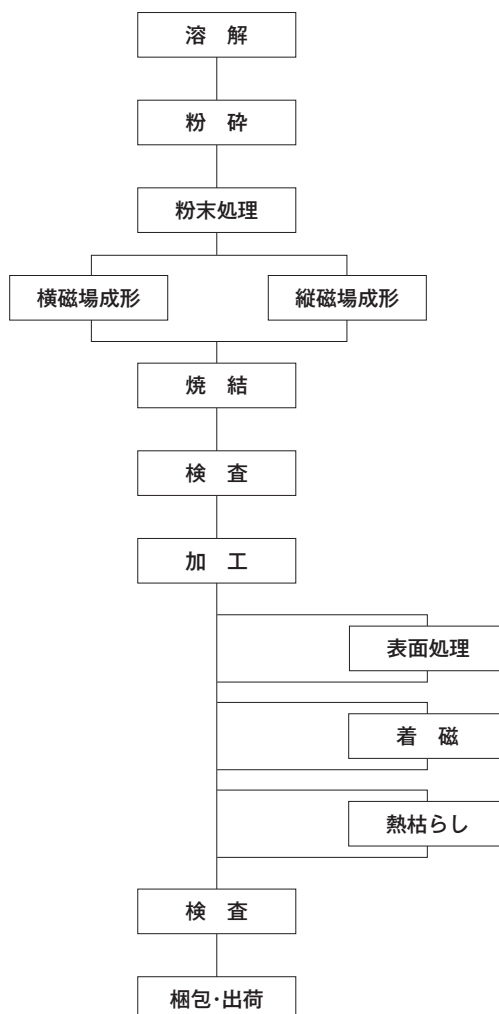 溶　解
粉　砕
粉末処理
横磁場成形
縦磁場成形
焼　結
検　査
加　工
表面処理
着　磁
熱枯らし
検　査
梱包・出荷